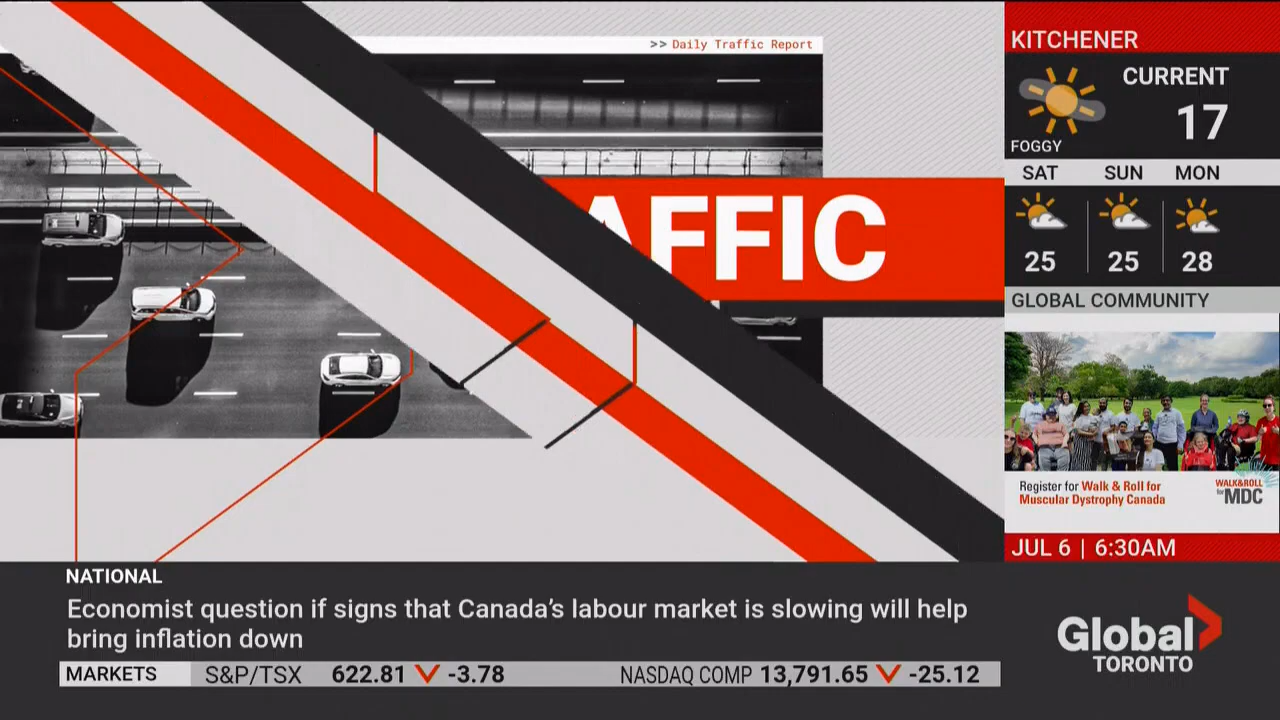 >> Daily Traffic Report
AFFIC
KITCHENER
CURRENT
17
FOGGY
SAT SUN MON
25 25 28
GLOBAL COMMUNITY
Register for Walk & Roll for
Muscular Dystrophy Canada
WALK&ROLL
for MDC
JUL 6 | 6:30AM
NATIONAL
Economist question if signs that Canada's labour market is slowing will help
bring inflation down
MARKETS S&P/TSX 622.81 -3.78 NASDAQ COMP 13,791.65 -25.12
Global
TORONTO